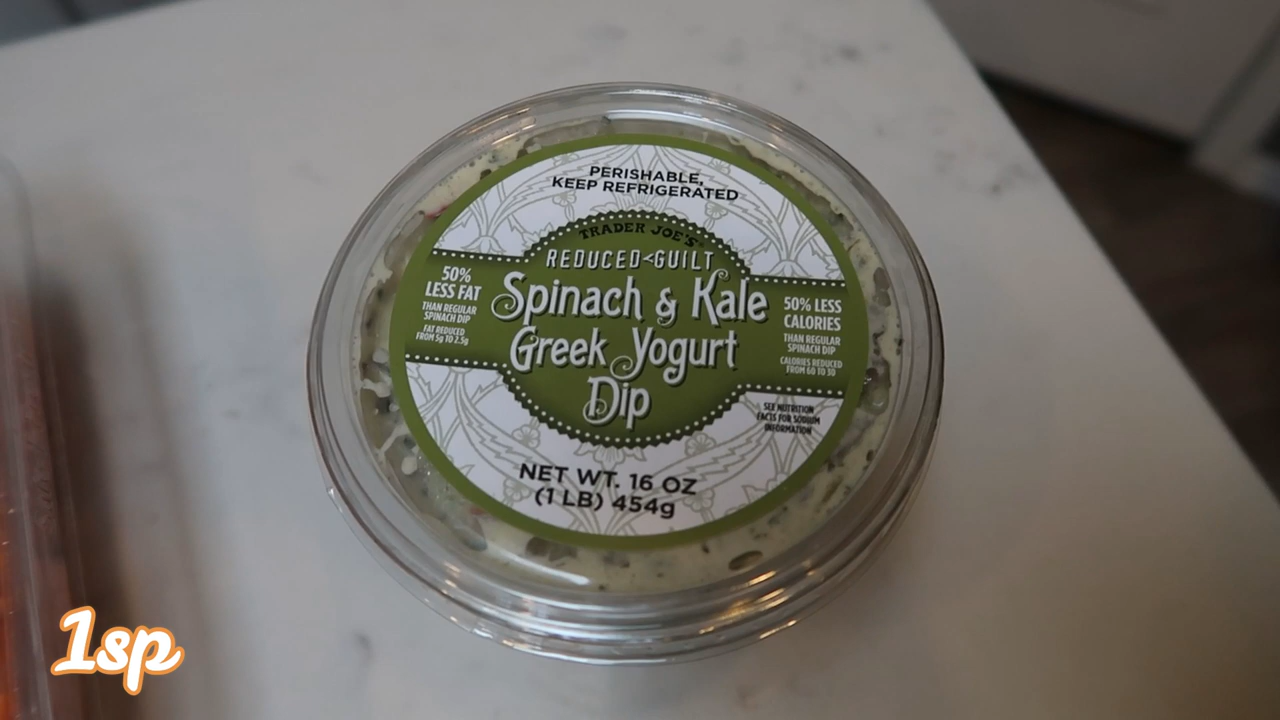 PERISHABLE,
KEEP REFRIGERATED
TRADER JOE'S
REDUCED GUILT
Spinach & Kale
Greek Yogurt
Dip
50%
LESS FAT
THAN REGULAR
SPINACH DIP
FAT REDUCED
FROM 5g TO 2.5g
50% LESS
CALORIES
THAN REGULAR
SPINACH DIP
CALORIES REDUCED
FROM 60 TO 30
SEE NUTRITION
FACTS FOR SODIUM
INFORMATION
NET WT. 16 OZ
(1 LB) 454g
1sp